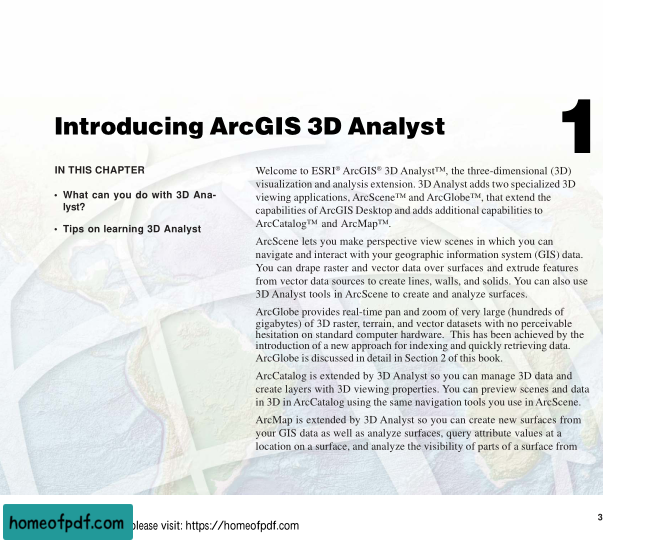 Introducing ArcGIS 3D Analyst
1
IN THIS CHAPTER
• What can you do with 3D Ana-
lyst?
• Tips on learning 3D Analyst
Welcome to ESRI® ArcGIS® 3D Analyst™, the three-dimensional (3D)
visualization and analysis extension. 3D Analyst adds two specialized 3D
viewing applications, ArcScene™ and ArcGlobe™, that extend the
capabilities of ArcGIS Desktop and adds additional capabilities to
ArcCatalog™ and ArcMap™.
ArcScene lets you make perspective view scenes in which you can
navigate and interact with your geographic information system (GIS) data.
You can drape raster and vector data over surfaces and extrude features
from vector data sources to create lines, walls, and solids. You can also use
3D Analyst tools in ArcScene to create and analyze surfaces.
ArcGlobe provides real-time pan and zoom of very large (hundreds of
gigabytes) of 3D raster, terrain, and vector datasets with no perceivable
hesitation on standard computer hardware. This has been achieved by the
introduction of a new approach for indexing and quickly retrieving data.
ArcGlobe is discussed in detail in Section 2 of this book.
ArcCatalog is extended by 3D Analyst so you can manage 3D data and
create layers with 3D viewing properties. You can preview scenes and data
in 3D in ArcCatalog using the same navigation tools you use in ArcScene.
ArcMap is extended by 3D Analyst so you can create new surfaces from
your GIS data as well as analyze surfaces, query attribute values at a
location on a surface, and analyze the visibility of parts of a surface from
3
homeofpdf.com please visit: https://homeofpdf.com